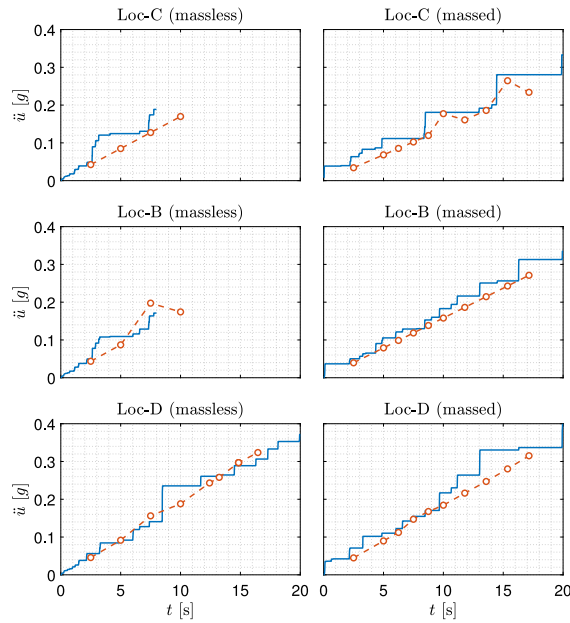 Loc-C (massless)
Loc-C (massed)
0.4
0.3
0.2
0.1
0
ü [g]
Loc-B (massless)
Loc-B (massed)
0.4
0.3
0.2
0.1
0
ü [g]
Loc-D (massless)
Loc-D (massed)
0.4
0.3
0.2
0.1
0
ü [g]
0 5 10 15 20
0 5 10 15 20
t [s]
t [s]